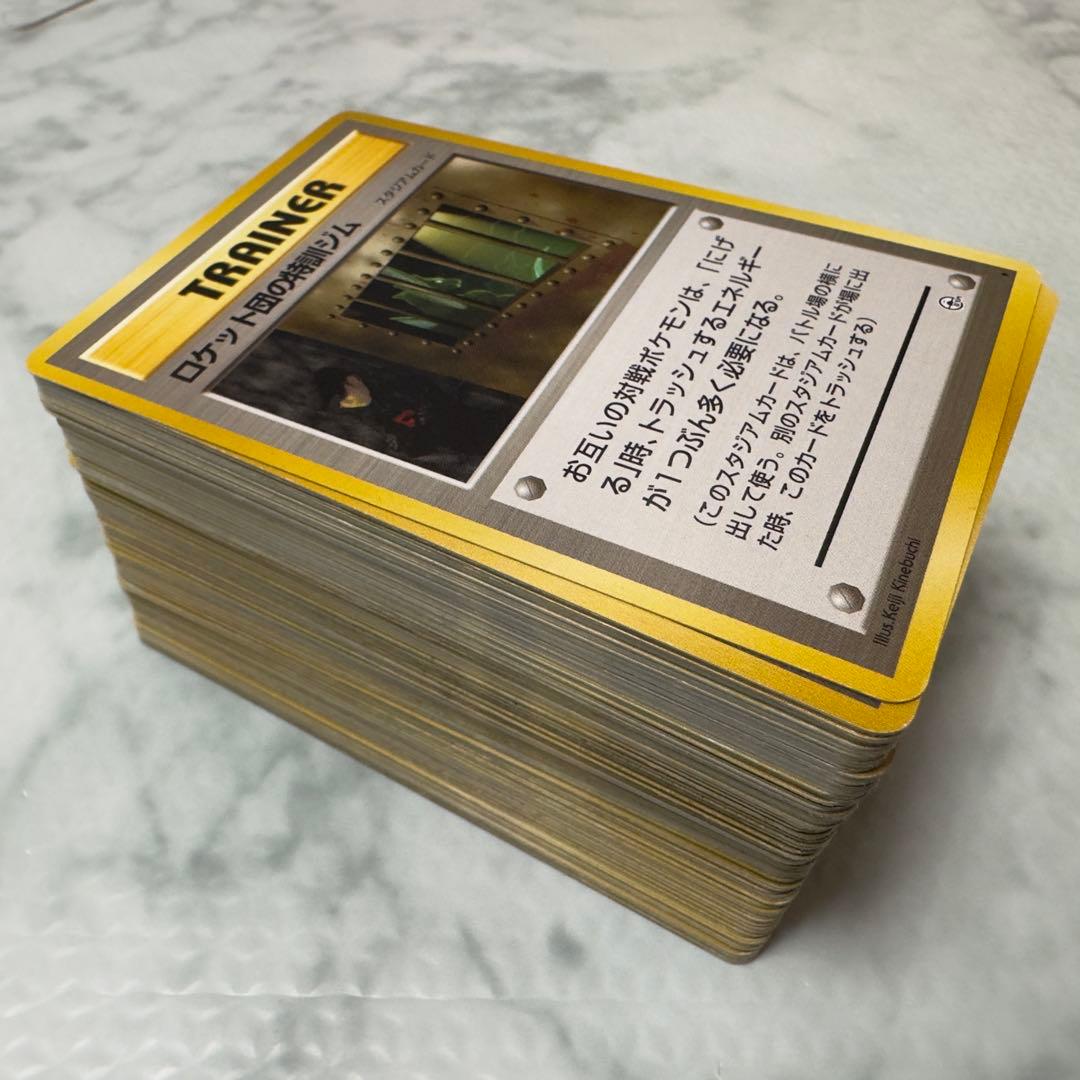 TRAINER
ロケット団の特訓ジム
スタジアムカード
お互いの対戦ポケモンは、「にげ
る」時、トラッシュするエネルギー
が1つぶん多く必要になる。
(このスタジアムカードは、バトル場の横に
出して使う。別のスタジアムカードが場に出
た時、このカードをトラッシュする)
Illus.Keiji Kinebuchi